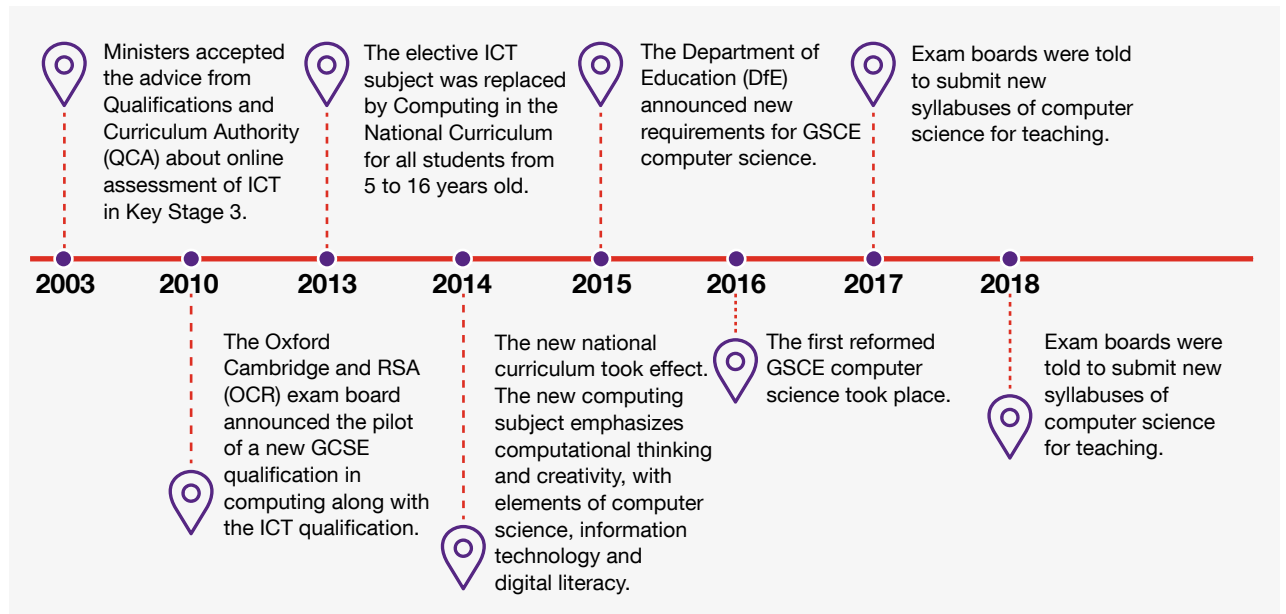 Ministers accepted
the advice from
Qualifications and
Curriculum Authority
(QCA) about online
assessment of ICT
in Key Stage 3.
The elective ICT
subject was replaced
by Computing in the
National Curriculum
for all students from
5 to 16 years old.
The Department of
Education (DfE)
announced new
requirements for GSCE
computer science.
Exam boards were told
to submit new
syllabuses of computer
science for teaching.
2003
2010
2013
2014
2015
2016
2017
2018
The Oxford
Cambridge and RSA
(OCR) exam board
announced the pilot
of a new GCSE
qualification in
computing along with
the ICT qualification.
The new national
curriculum took effect.
The new computing
subject emphasizes
computational thinking
and creativity, with
elements of computer
science, information
technology and
digital literacy.
The first reformed
GSCE computer
science took place.
Exam boards were
told to submit new
syllabuses of
computer science
for teaching.